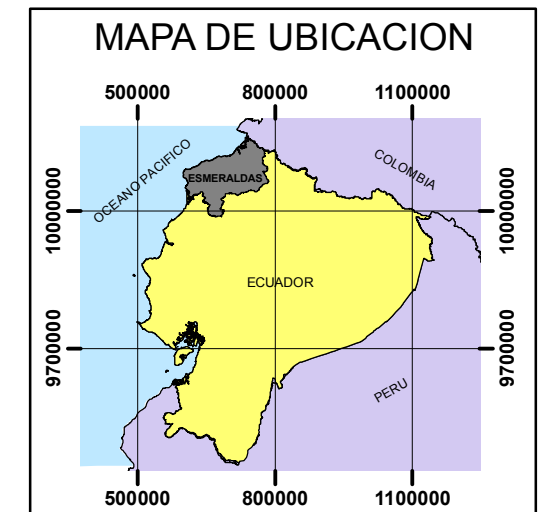 MAPA DE UBICACION
500000 800000 1100000
OCEANO PACIFICO
COLOMBIA
ESMERALDAS
10000000 10000000
ECUADOR
9700000 9700000
PERU
500000 800000 1100000